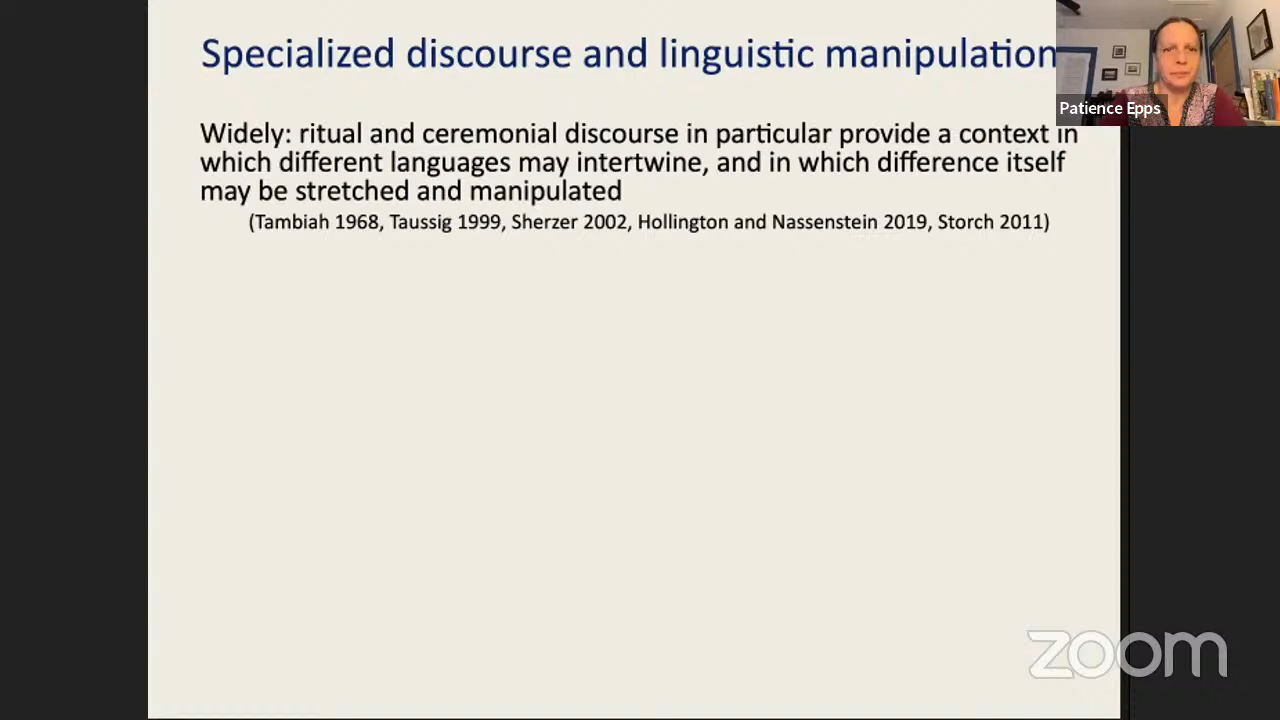 Specialized discourse and linguistic manipulation
Patience Epps
Widely: ritual and ceremonial discourse in particular provide a context in
which different languages may intertwine, and in which difference itself
may be stretched and manipulated
(Tambiah 1968, Taussig 1999, Sherzer 2002, Hollington and Nassenstein 2019, Storch 2011)
zoom